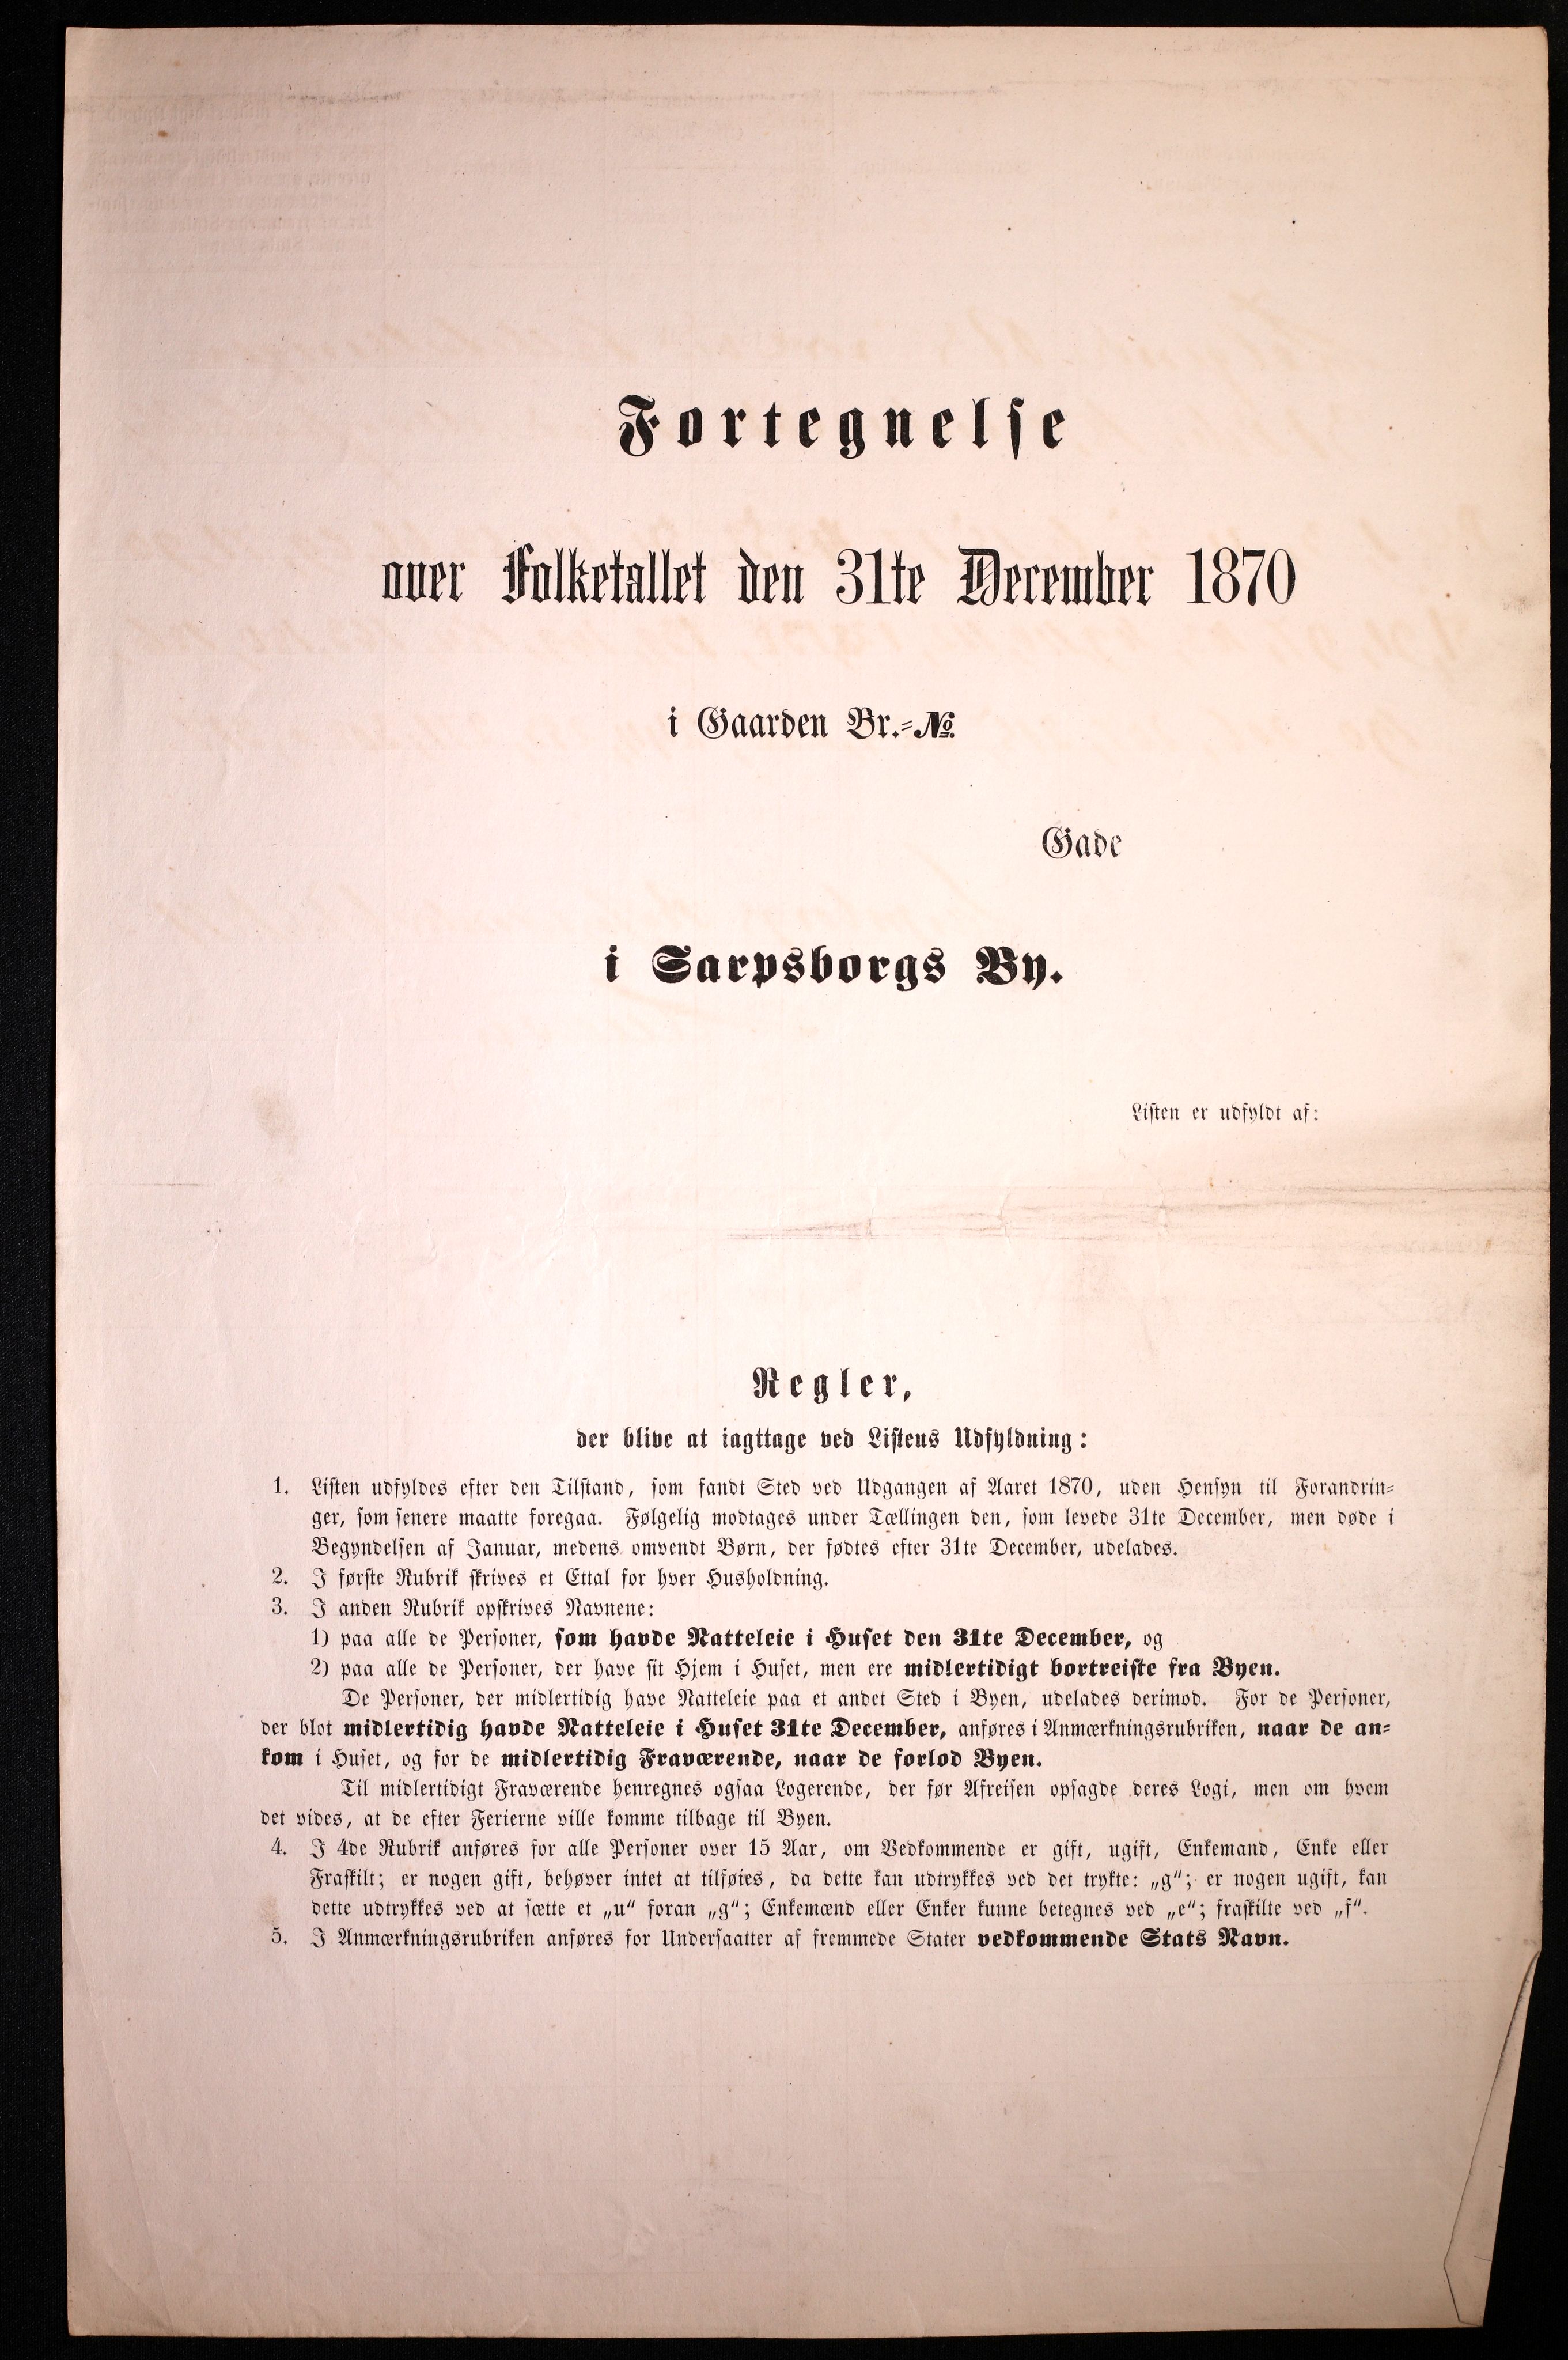 Fortegnelse
over Folketallet den 31te December 1870
i Gaarden Br.-№
Gade
i Sarpsborgs By.
Listen er udfyldt af:
Regler,
der blive at iagttage ved Listens Udfyldning:
1. Listen udfyldes efter den Tilstand, som fandt Sted ved Udgangen af Aaret 1870, uden Hensyn til Forandrin-
ger, som senere maatte foregaa. Følgelig modtages under Tællingen den, som levede 31te December, men døde i
Begyndelsen af Januar, medens omvendt Børn, der fødtes efter 31te December, udelades.
2. I første Rubrik skrives et Ettal for hver Husholdning.
3. I anden Rubrik opskrives Navnene:
1) paa alle de Personer, som havde Natteleie i Huset den 31te December, og
2) paa alle de Personer, der have sit Hjem i Huset, men ere midlertidigt bortreiste fra Byen.
De Personer, der midlertidig have Natteleie paa et andet Sted i Byen, udelades derimod. For de Personer,
der blot midlertidig havde Natteleie i Huset 31te December, anføres i Anmærkningsrubriken, naar de an-
kom i Huset, og for de midlertidig Fraværende, naar de forlod Byen.
Til midlertidigt Fraværende henregnes ogsaa Logerende, der før Afreisen opsagde deres Logi, men om hvem
det vides, at de efter Ferierne ville komme tilbage til Byen.
4. I 4de Rubrik anføres for alle Personer over 15 Aar, om Vedkommende er gift, ugift, Enkemand, Enke eller
Fraskilt; er nogen gift, behøver intet at tilføies, da dette kan udtrykkes ved det trykte: „g“; er nogen ugift, kan
dette udtrykkes ved at sætte et „u“ foran „g“; Enkemænd eller Enker kunne betegnes ved „e“; fraskilte ved „f“.
5. I Anmærkningsrubriken anføres for Undersaatter af fremmede Stater vedkommende Stats Navn.